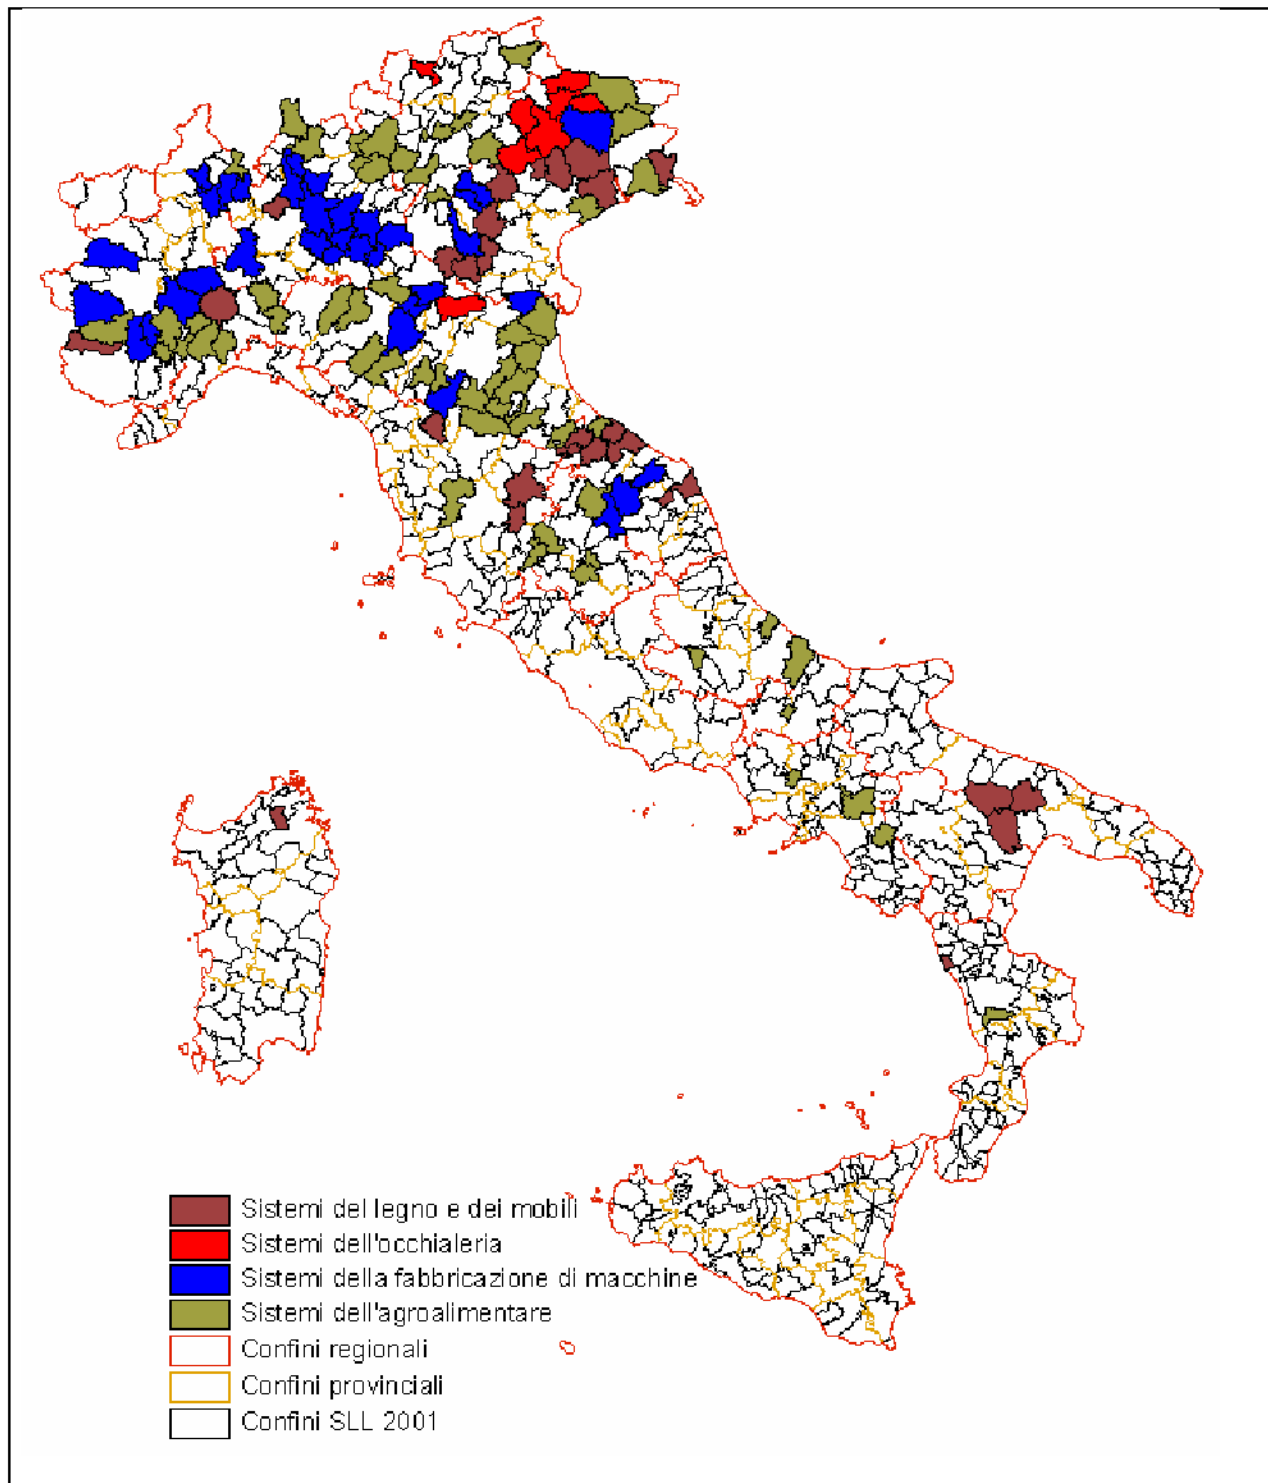 Sistemi del legno e dei mobili
Sistemi dell'occhialeria
Sistemi della fabbricazione di macchine
Sistemi dell'agroalimentare
Confini regionali
Confini provinciali
Confini SLL 2001